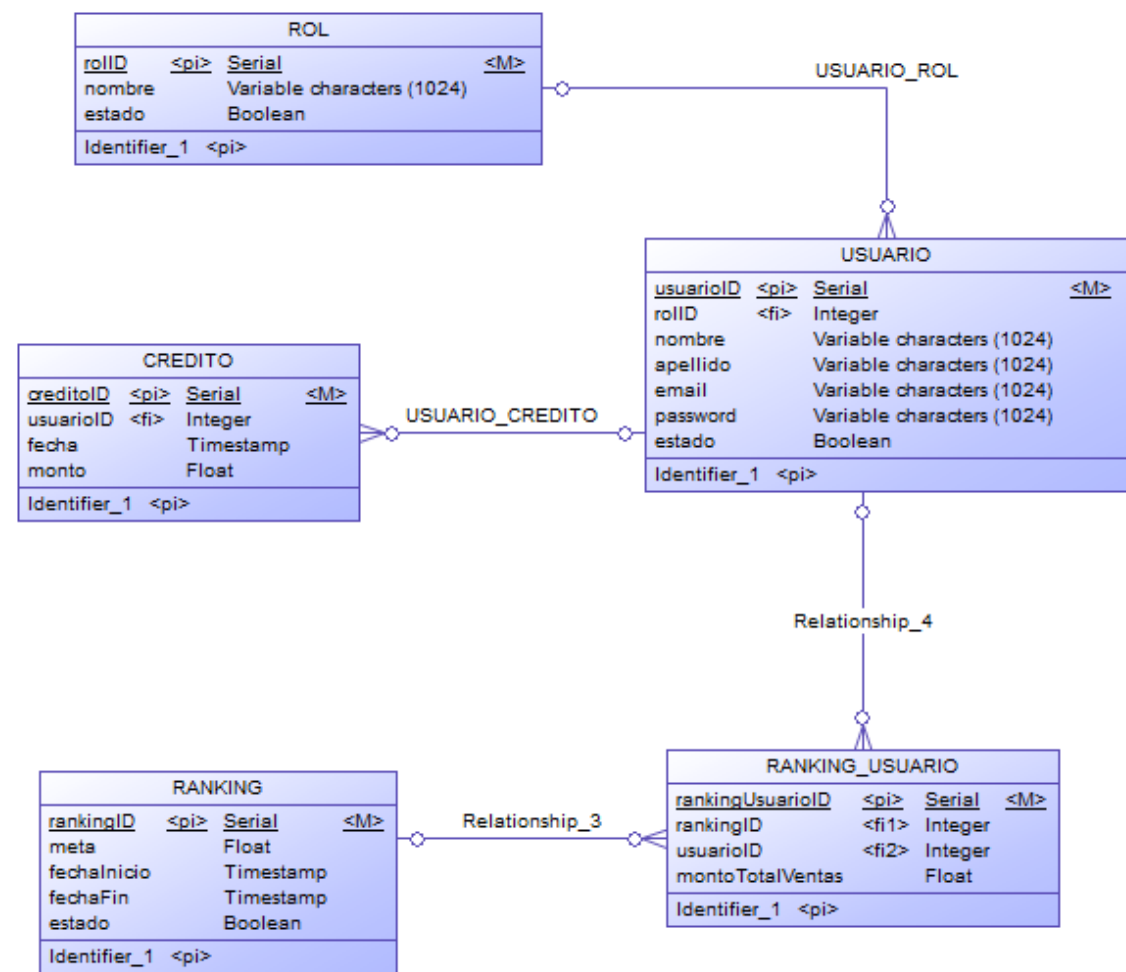 ROL
rolID <pi> Serial <M>
nombre Variable characters (1024)
estado Boolean
Identifier_1 <pi>
USUARIO_ROL
USUARIO
usuarioID <pi> Serial <M>
rolID <fi> Integer
nombre Variable characters (1024)
apellido Variable characters (1024)
email Variable characters (1024)
password Variable characters (1024)
estado Boolean
Identifier_1 <pi>
CREDITO
creditoID <pi> Serial <M>
usuarioID <fi> Integer
fecha Timestamp
monto Float
Identifier_1 <pi>
USUARIO_CREDITO
Relationship_4
RANKING
rankingID <pi> Serial <M>
meta Float
fechaInicio Timestamp
fechaFin Timestamp
estado Boolean
Identifier_1 <pi>
Relationship_3
RANKING_USUARIO
rankingUsuarioID <pi> Serial <M>
rankingID <fi1> Integer
usuarioID <fi2> Integer
montoTotalVentas Float
Identifier_1 <pi>